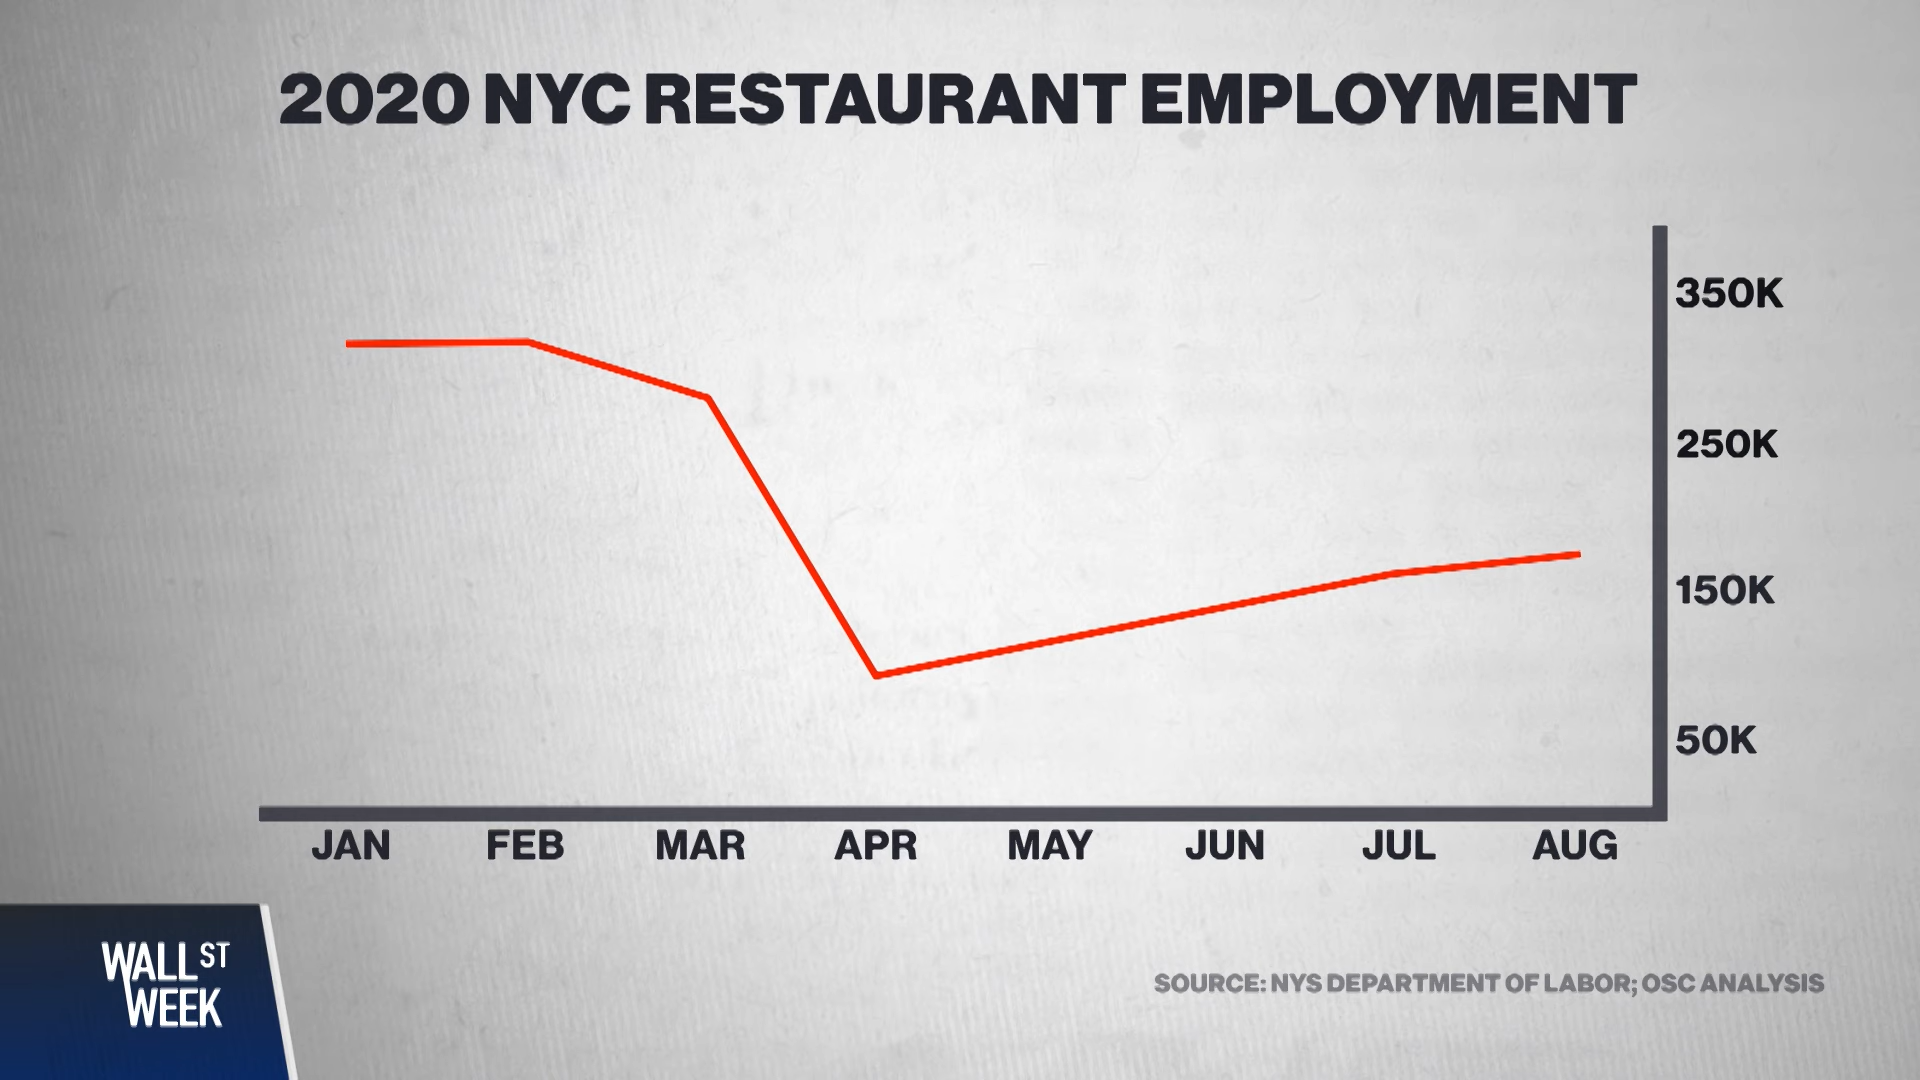 2020 NYC RESTAURANT EMPLOYMENT
350K
250K
150K
50K
JAN FEB MAR APR MAY JUN JUL AUG
WALL ST
WEEK
SOURCE: NYS DEPARTMENT OF LABOR; OSC ANALYSIS